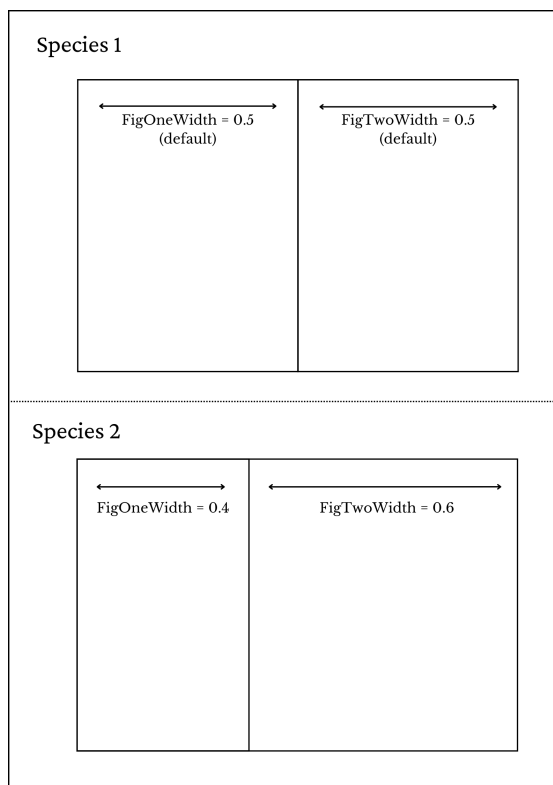 Species 1
FigOneWidth = 0.5
(default)
FigTwoWidth = 0.5
(default)
Species 2
FigOneWidth = 0.4
FigTwoWidth = 0.6